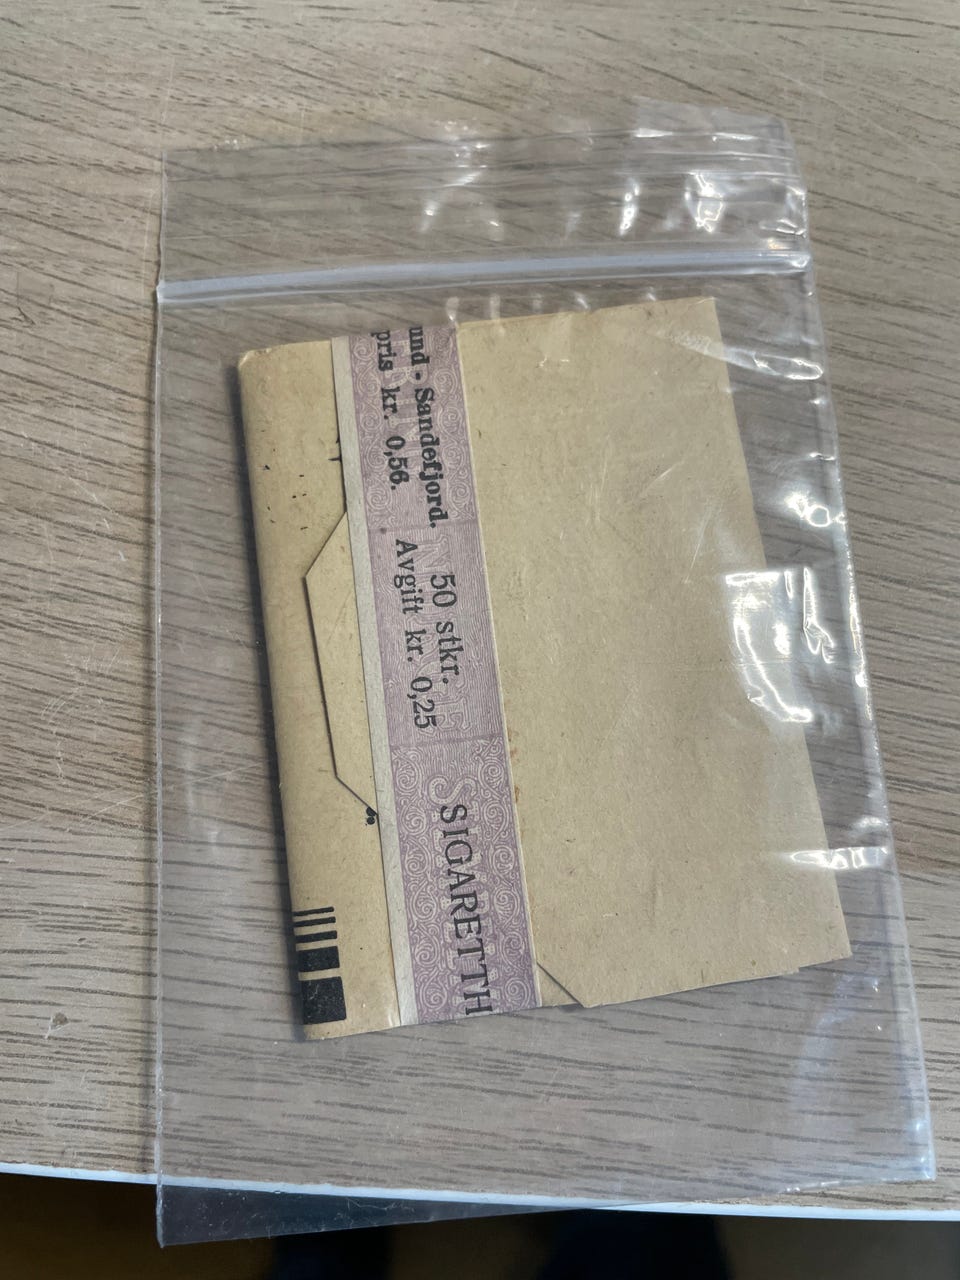 und - Sandefjord.
pris kr. 0,56.
50 stkr.
Avgift kr. 0,25
SIGARETTH